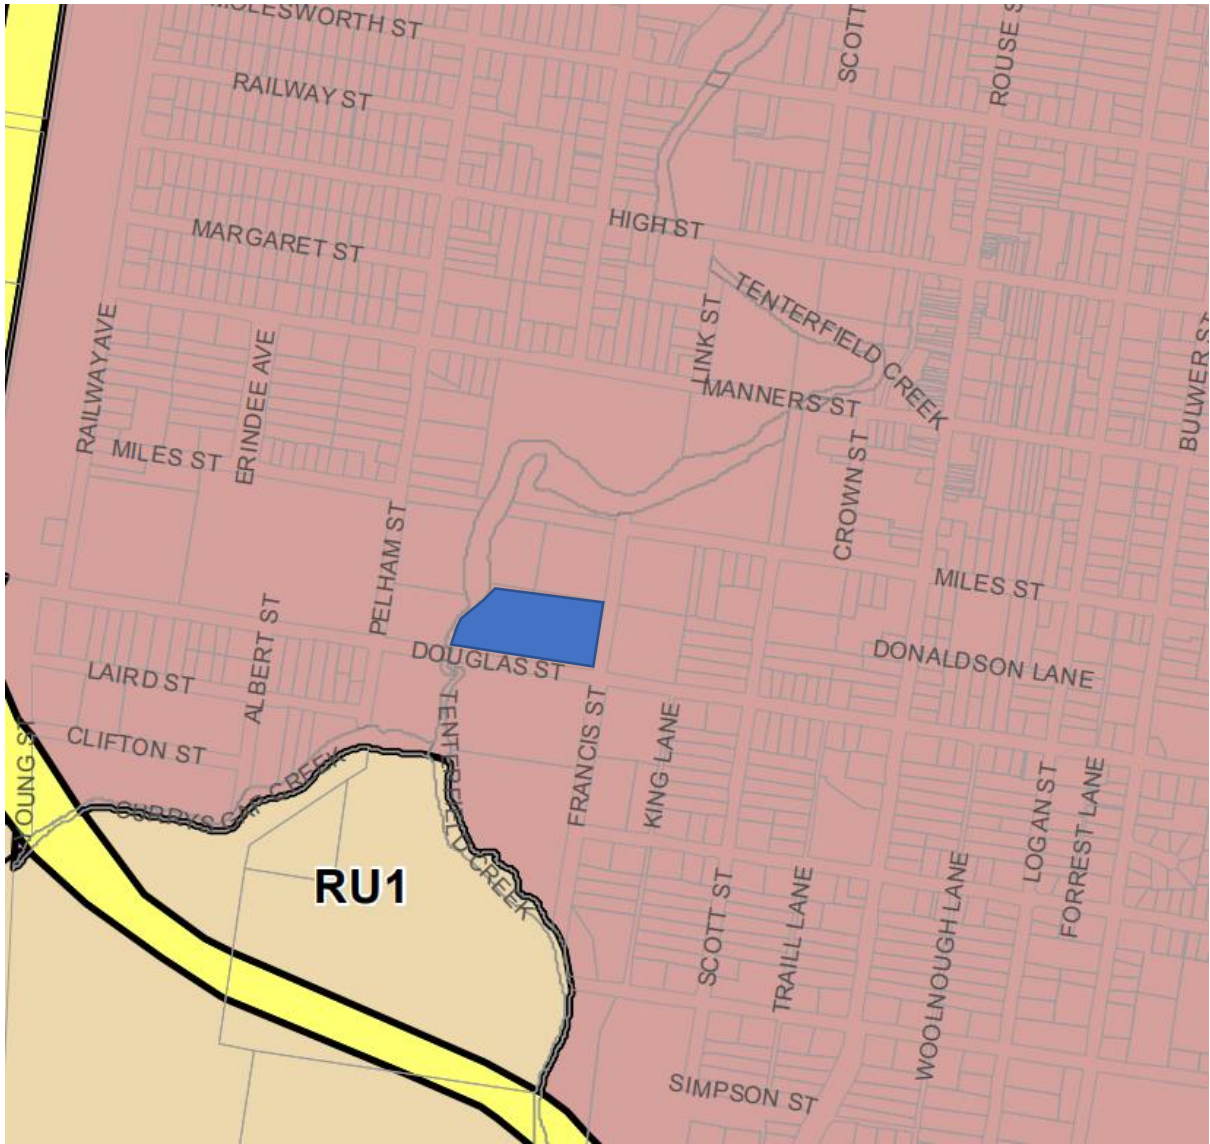 MOLESWORTH ST
SCOTT
ROUSE S
RAILWAY ST
HIGH ST
MARGARET ST
TENTERFIELD CREEK
LINK ST
RAILWAY AVE
ERINDEE AVE
BULWER ST
MANNERS ST
MILES ST
CROWN ST
PELHAM ST
MILES ST
ALBERT ST
DOUGLAS ST
DONALDSON LANE
LAIRD ST
TENTERFIELD CREEK
FRANCIS ST
KING LANE
CLIFTON ST
YOUNG ST
CURRYS GAP CREEK
LOGAN ST
FORREST LANE
RU1
SCOTT ST
TRAILL LANE
WOOLNOUGH LANE
SIMPSON ST